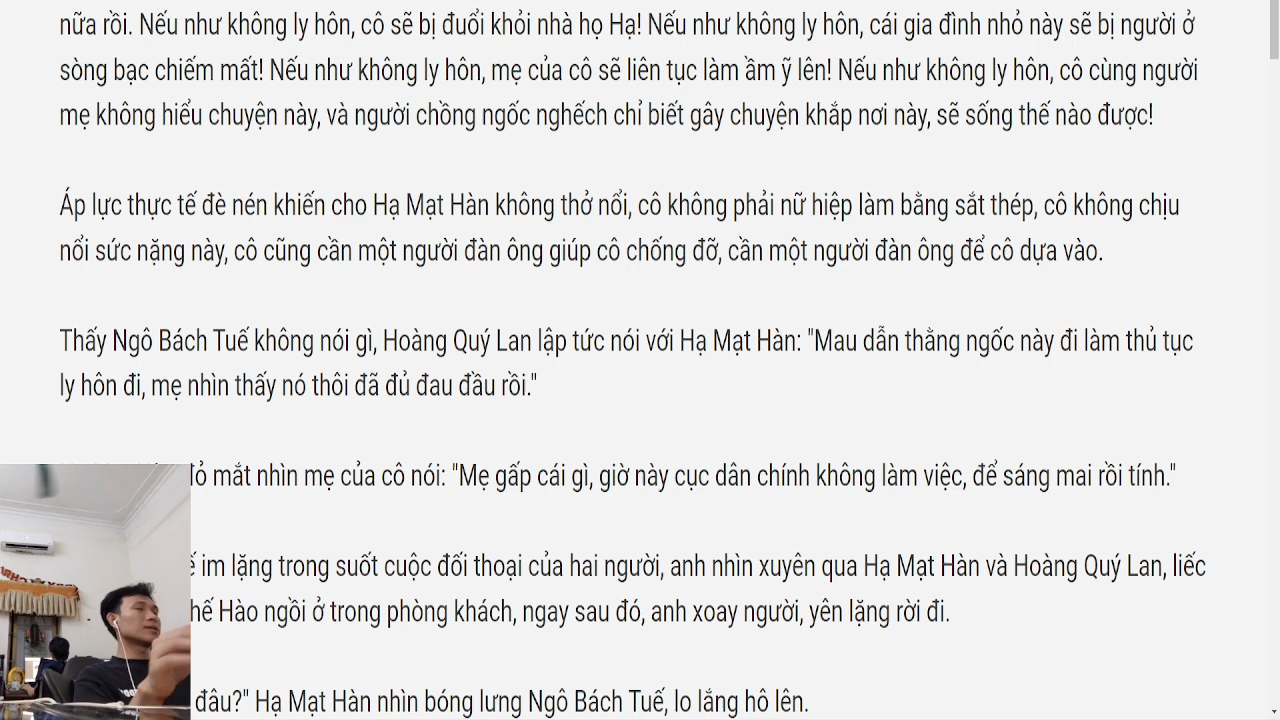 nữa rồi. Nếu như không ly hôn, cô sẽ bị đuổi khỏi nhà họ Hạ! Nếu như không ly hôn, cái gia đình nhỏ này sẽ bị người ở
sòng bạc chiếm mất! Nếu như không ly hôn, mẹ của cô sẽ liên tục làm ầm ỹ lên! Nếu như không ly hôn, cô cùng người
mẹ không hiểu chuyện này, và người chồng ngốc nghếch chỉ biết gây chuyện khắp nơi này, sẽ sống thế nào được!
Áp lực thực tế đè nén khiến cho Hạ Mạt Hàn không thở nổi, cô không phải nữ hiệp làm bằng sắt thép, cô không chịu
nổi sức nặng này, cô cũng cần một người đàn ông giúp cô chống đỡ, cần một người đàn ông để cô dựa vào.
Thấy Ngô Bách Tuế không nói gì, Hoàng Quý Lan lập tức nói với Hạ Mạt Hàn: "Mau dẫn thằng ngốc này đi làm thủ tục
ly hôn đi, mẹ nhìn thấy nó thôi đã đủ đau đầu rồi."
mắt nhìn mẹ của cô nói: "Mẹ gấp cái gì, giờ này cục dân chính không làm việc, để sáng mai rồi tính."
im lặng trong suốt cuộc đối thoại của hai người, anh nhìn xuyên qua Hạ Mạt Hàn và Hoàng Quý Lan, liếc
Hào ngồi ở trong phòng khách, ngay sau đó, anh xoay người, yên lặng rời đi.
đâu?" Hạ Mạt Hàn nhìn bóng lưng Ngô Bách Tuế, lo lắng hô lên.